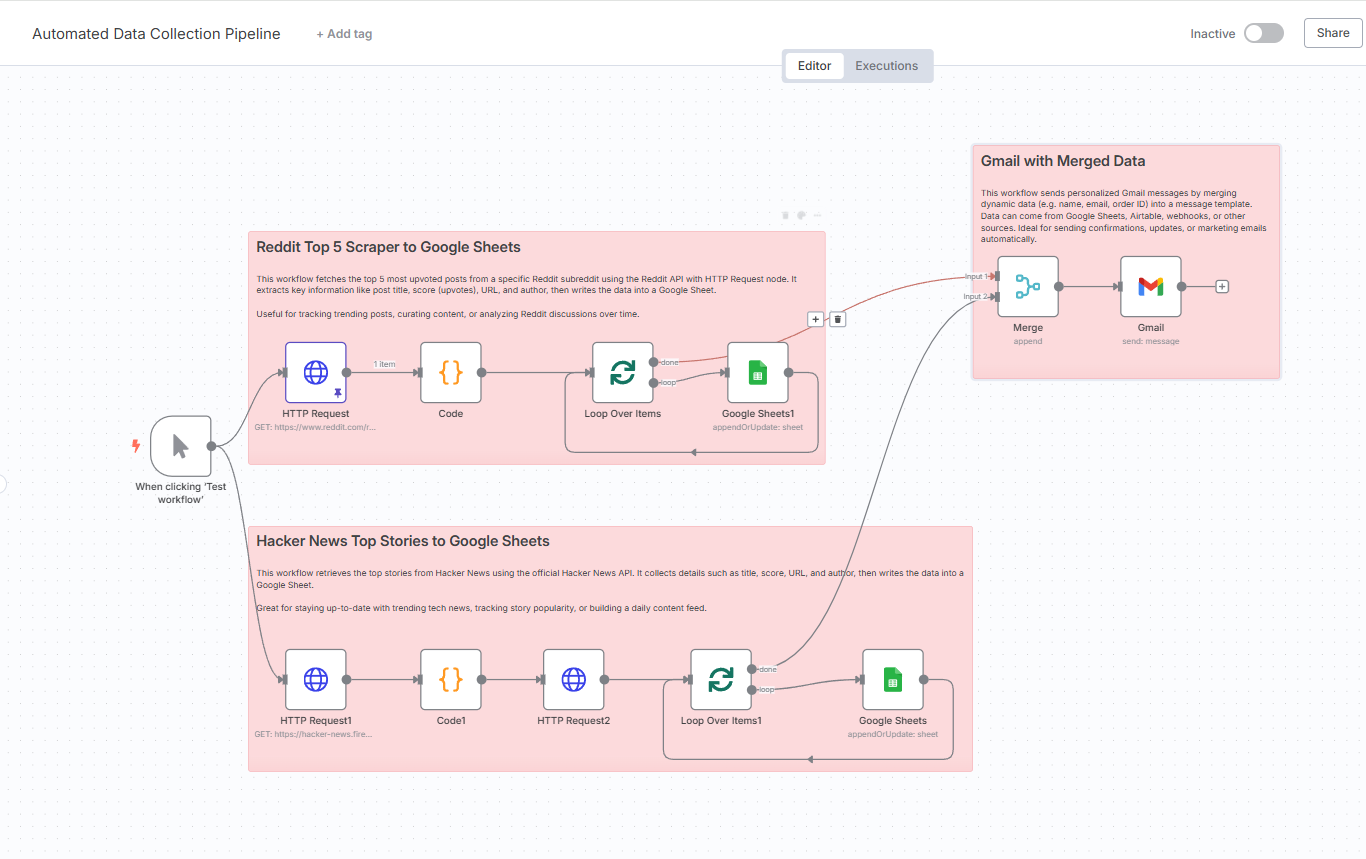 Automated Data Collection Pipeline
+ Add tag
Inactive
Share
Editor
Executions
Gmail with Merged Data
This workflow sends personalized Gmail messages by merging
dynamic data (e.g. name, email, order ID) into a message template.
Data can come from Google Sheets, Airtable, webhooks, or other
sources. Ideal for sending confirmations, updates, or marketing emails
automatically.
Input 1
Input 2
Merge
append
Gmail
send: message
Reddit Top 5 Scraper to Google Sheets
This workflow fetches the top 5 most upvoted posts from a specific Reddit subreddit using the Reddit API with HTTP Request node. It
extracts key information like post title, score (upvotes), URL, and author, then writes the data into a Google Sheet.
Useful for tracking trending posts, curating content, or analyzing Reddit discussions over time.
1 item
done
loop
HTTP Request
GET: https://www.reddit.com/r...
Code
Loop Over Items
Google Sheets1
appendOrUpdate: sheet
When clicking 'Test
workflow'
Hacker News Top Stories to Google Sheets
This workflow retrieves the top stories from Hacker News using the official Hacker News API. It collects details such as title, score, URL, and author, then writes the data into a
Google Sheet.
Great for staying up-to-date with trending tech news, tracking story popularity, or building a daily content feed.
done
loop
HTTP Request1
GET: https://hacker-news.fire...
Code1
HTTP Request2
Loop Over Items1
Google Sheets
appendOrUpdate: sheet